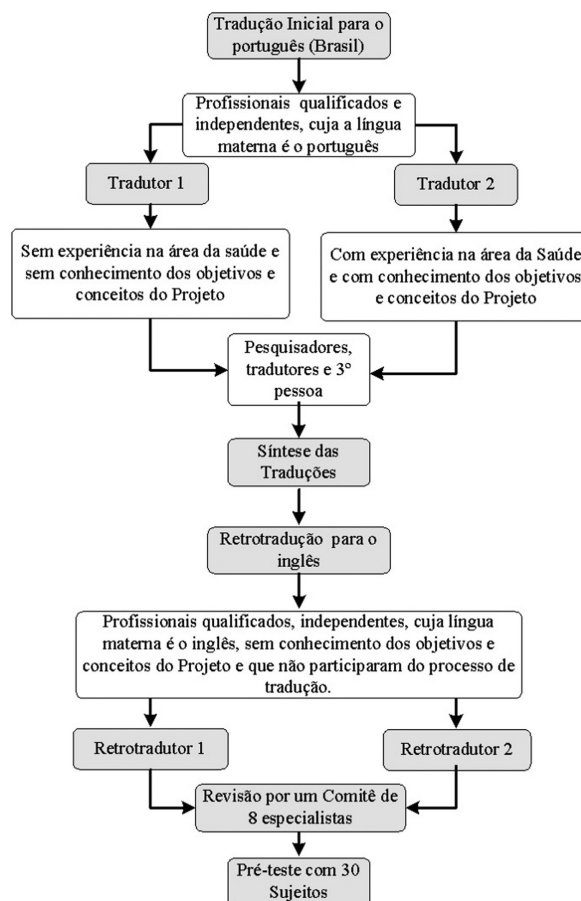 Tradução Inicial para o
português (Brasil)
Profissionais qualificados e
independentes, cuja a língua
materna é o português
Tradutor 1
Tradutor 2
Sem experiência na área da saúde e
sem conhecimento dos objetivos e
conceitos do Projeto
Com experiência na área da Saúde
e com conhecimento dos objetivos
e conceitos do Projeto
Pesquisadores,
tradutores e 3°
pessoa
Síntese das
Traduções
Retrotradução para o
inglês
Profissionais qualificados, independentes, cuja língua
materna é o inglês, sem conhecimento dos objetivos e
conceitos do Projeto e que não participaram do processo de
tradução.
Retrotradutor 1
Retrotradutor 2
Revisão por um Comitê de
8 especialistas
Pré-teste com 30
Sujeitos